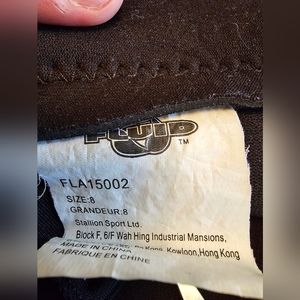 FLUID
TM
FLA15002
SIZE:8
GRANDEUR:8
Stallion Sport Ltd.
Block F, 6/F Wah Hing Industrial Mansions,
MADE IN CHINA Kowloon,Hong Kong
FABRIQUE EN CHINE